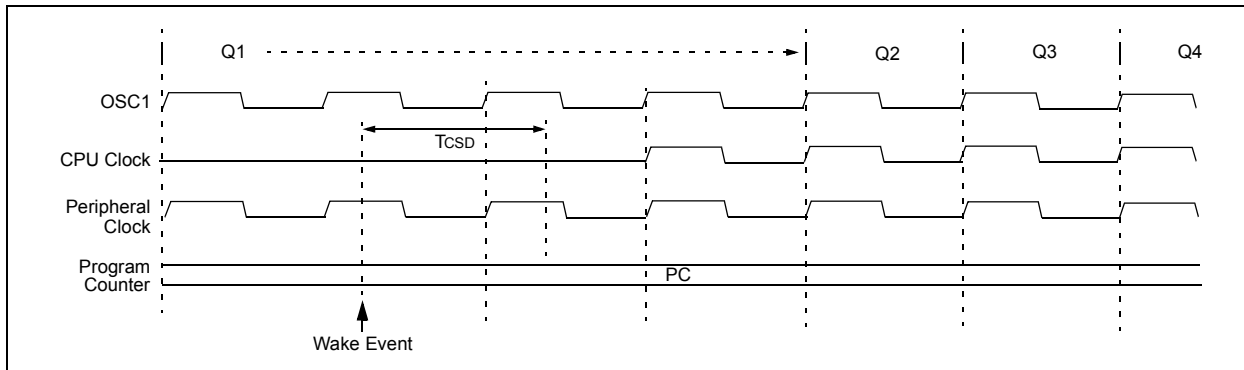 Q1 Q2 Q3 Q4
OSC1
TCSD
CPU Clock
Peripheral
Clock
Program
Counter
PC
Wake Event